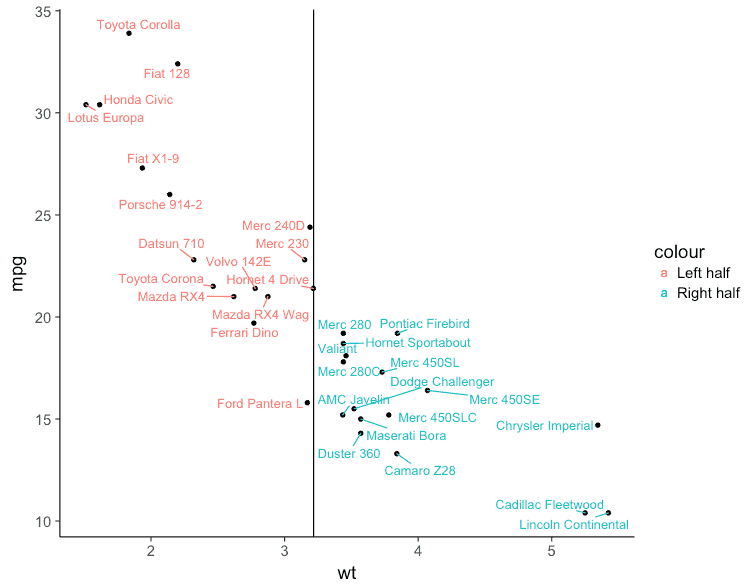 35
Toyota Corolla
Fiat 128
30
Honda Civic
Lotus Europa
Fiat X1-9
Porsche 914-2
25
Merc 240D
Datsun 710
Merc 230
Volvo 142E
Toyota Corona
Hornet 4 Drive
Mazda RX4
Mazda RX4 Wag
20
Ferrari Dino
Merc 280
Pontiac Firebird
Hornet Sportabout
Valiant
Merc 450SL
Merc 280C
Dodge Challenger
AMC Javelin
Merc 450SE
Ford Pantera L
15
Merc 450SLC
Chrysler Imperial
Maserati Bora
Duster 360
Camaro Z28
Cadillac Fleetwood
Lincoln Continental
10
2 3 4 5
wt
mpg
colour
a Left half
a Right half